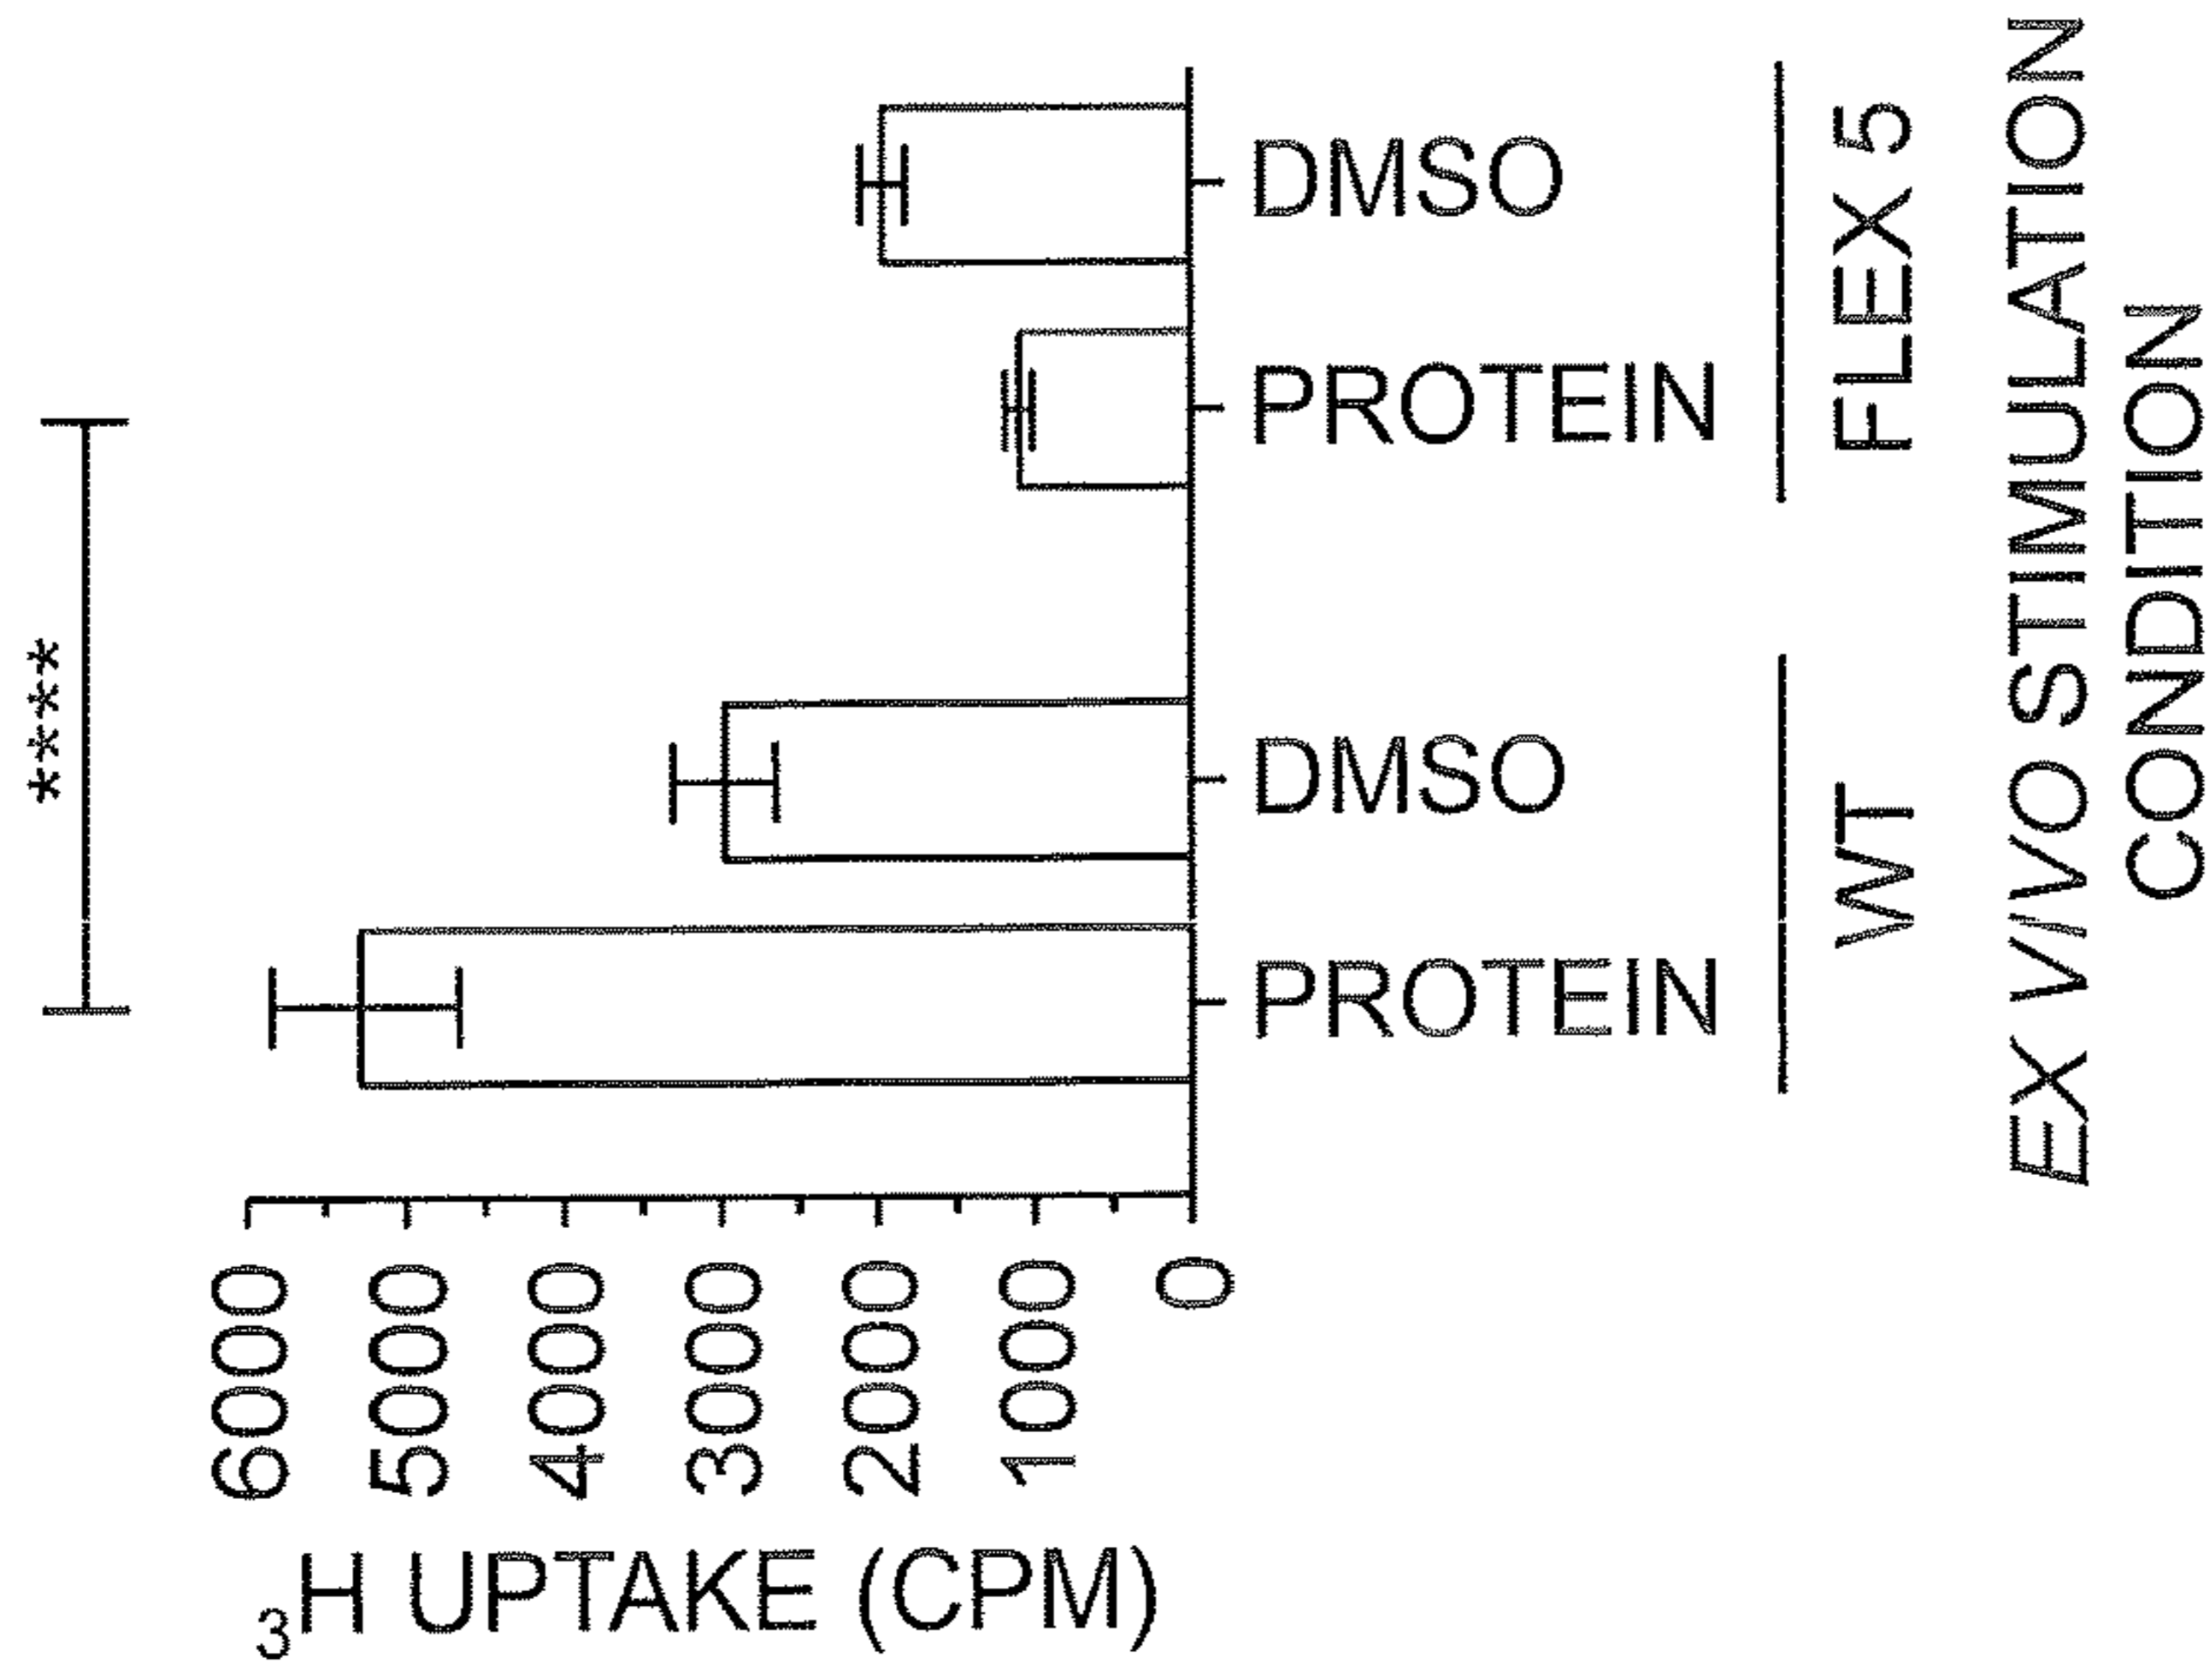 ****
₃H UPTAKE (CPM)
6000
5000
4000
3000
2000
1000
0
PROTEIN
DMSO
PROTEIN
DMSO
WT
FLEX 5
EX VIVO STIMULATION
CONDITION